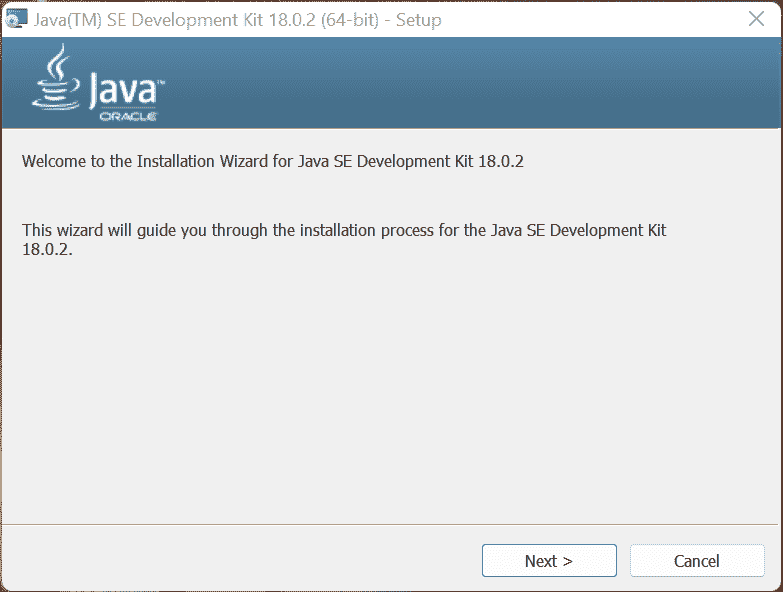 Java(TM) SE Development Kit 18.0.2 (64-bit) - Setup
Java™
ORACLE
Welcome to the Installation Wizard for Java SE Development Kit 18.0.2
This wizard will guide you through the installation process for the Java SE Development Kit
18.0.2.
Next >
Cancel